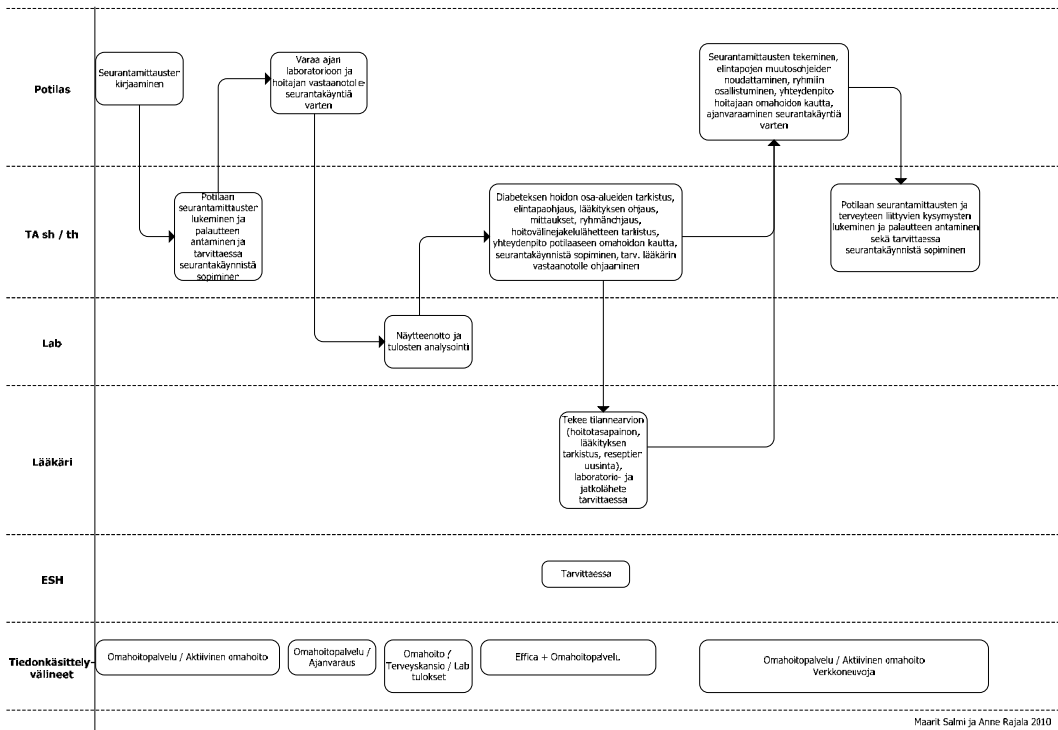 Potilas
Seurantamittauster
kirjaaminen
Varaa ajan
laboratorioon ja
hoitajan vastaanotolle
seurantakäyntiä
varten
Seurantamittausten tekeminen,
elintapojen muutosohjeider
noudattaminen, ryhmiin
osallistuminen, yhteydenpito
hoitajaan omahoidon kautta,
ajanvaraaminen seurantakäyntiä
varten
TA sh / th
Potilaan
seurantamittauster
lukeminen ja
palautteen
antaminen ja
tarvittaessa
seurantakäynnistä
sopiminer
Diabeteksen hoidon osa-alueiden tarkistus,
elintapaohjaus, lääkityksen ohjaus,
mittaukset, ryhmänohjaus,
hoitovälinejakelulähetteen tarkistus,
yhteydenpito potilaaseen omahoidon kautta,
seurantakäynnistä sopiminen, tarv. lääkärin
vastaanotolle ohjaaminen
Potilaan seurantamittausten ja
terveyteen liittyvien kysymysten
lukeminen ja palautteen antaminen
sekä tarvittaessa
seurantakäynnistä sopiminen
Lab
Näytteenotto ja
tulosten analysointi
Lääkäri
Tekee tilannearvion
(hoitotasapainon,
lääkityksen
tarkistus, reseptier
uusinta),
laboratorio- ja
jatkolähete
tarvittaessa
ESH
Tarvittaessa
Tiedonkäsittely-
välineet
Omahoitopalvelu / Aktiivinen omahoito
Omahoitopalvelu /
Ajanvaraus
Omahoito /
Terveyskansio / Lab
tulokset
Effica + Omahoitopalvelu
Omahoitopalvelu / Aktiivinen omahoito
Verkkoneuvoja
Maarit Salmi ja Anne Rajala 2010